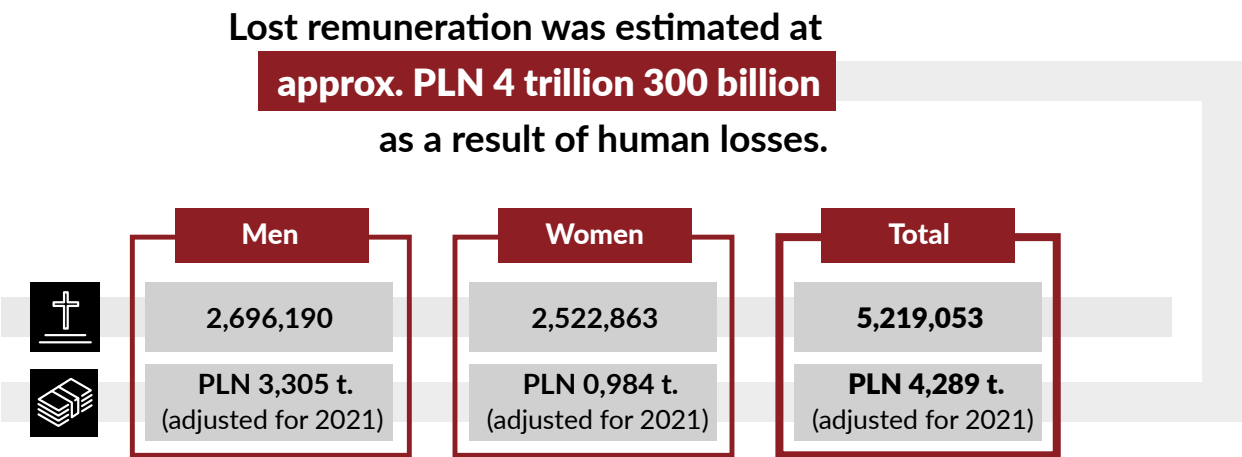 Lost remuneration was estimated at
approx. PLN 4 trillion 300 billion
as a result of human losses.
Men
Women
Total
2,696,190
2,522,863
5,219,053
PLN 3,305 t.
(adjusted for 2021)
PLN 0,984 t.
(adjusted for 2021)
PLN 4,289 t.
(adjusted for 2021)